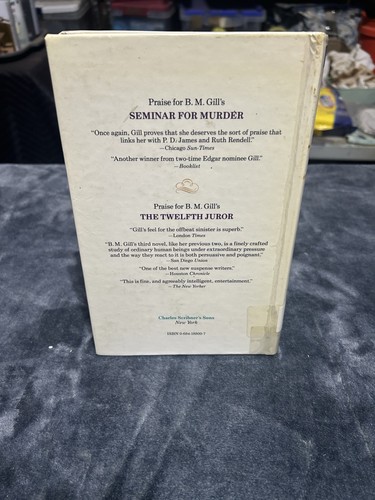 Praise for B. M. Gill's
SEMINAR FOR MURDER
"Once again, Gill proves that she deserves the sort of praise that
links her with P. D. James and Ruth Rendell."
—Chicago Sun-Times
"Another winner from two-time Edgar nominee Gill."
—Booklist
Praise for B. M. Gill's
THE TWELFTH JUROR
"Gill's feel for the offbeat sinister is superb."
—London Times
"B. M. Gill's third novel, like her previous two, is a finely crafted
study of ordinary human beings under extraordinary pressure
and the way they react to it is both persuasive and poignant."
—San Diego Union
"One of the best new suspense writers."
—Houston Chronicle
"This is fine, and agreeably intelligent, entertainment."
—The New Yorker
Charles Scribner's Sons
New York